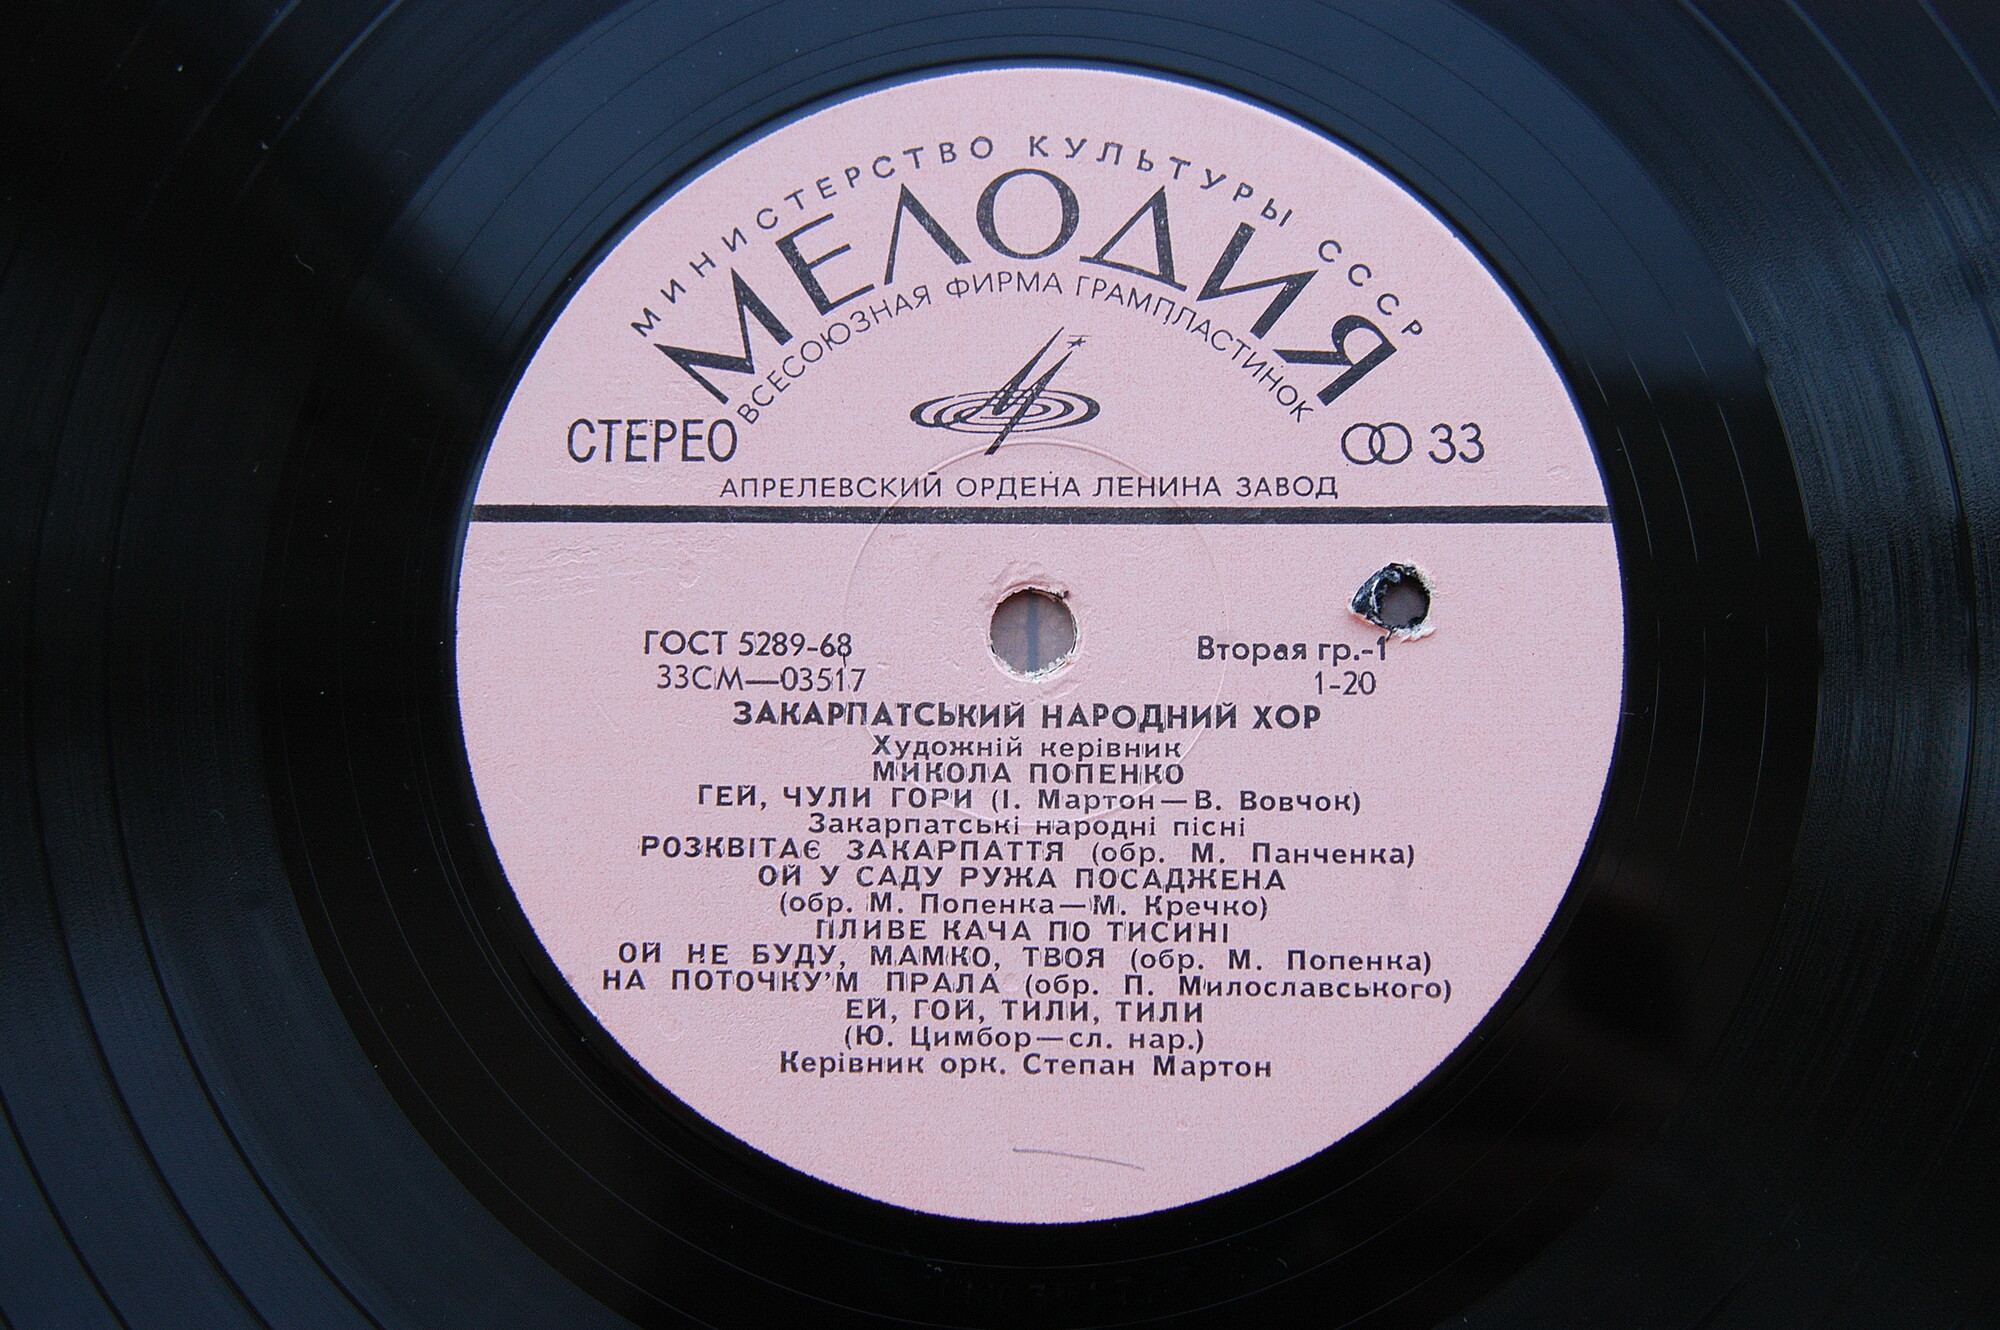 МИНИСТЕРСТВО КУЛЬТУРЫ СССР
МЕЛОДИЯ
ВСЕСОЮЗНАЯ ФИРМА ГРАМПЛАСТИНОК
СТЕРЕО
33
АПРЕЛЕВСКИЙ ОРДЕНА ЛЕНИНА ЗАВОД
ГОСТ 5289-68
Вторая гр.-1
33СМ—03517
1-20
ЗАКАРПАТСЬКИЙ НАРОДНИЙ ХОР
Художній керівник
МИКОЛА ПОПЕНКО
ГЕЙ, ЧУЛИ ГОРИ (І. Мартон—В. Вовчок)
Закарпатські народні пісні
РОЗКВІТАЄ ЗАКАРПАТТЯ (обр. М. Панченка)
ОЙ У САДУ РУЖА ПОСАДЖЕНА
(обр. М. Попенка—М. Кречко)
ПЛИВЕ КАЧА ПО ТИСИНІ
ОЙ НЕ БУДУ, МАМКО, ТВОЯ (обр. М. Попенка)
НА ПОТОЧКУ’М ПРАЛА (обр. П. Милославського)
ЕЙ, ГОЙ, ТИЛИ, ТИЛИ
(Ю. Цимбор—сл. нар.)
Керівник орк. Степан Мартон